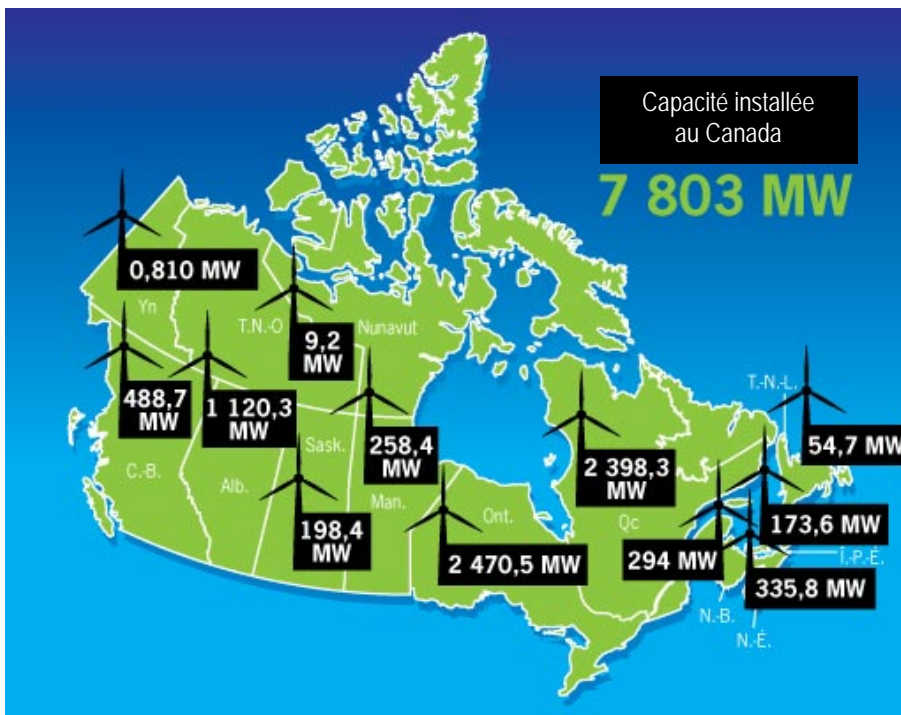 Capacité installée
au Canada
7 803 MW
0,810 MW
Yn
T.N.-O
9,2
MW
Nunavut
488,7
MW
1 120,3
MW
258,4
MW
T.-N.-L.
54,7 MW
2 398,3
MW
C.-B.
Alb.
Sask.
Man.
198,4
MW
Ont.
2 470,5 MW
Qc
173,6 MW
294 MW
Î.-P.-É.
335,8 MW
N.-B.
N.-É.